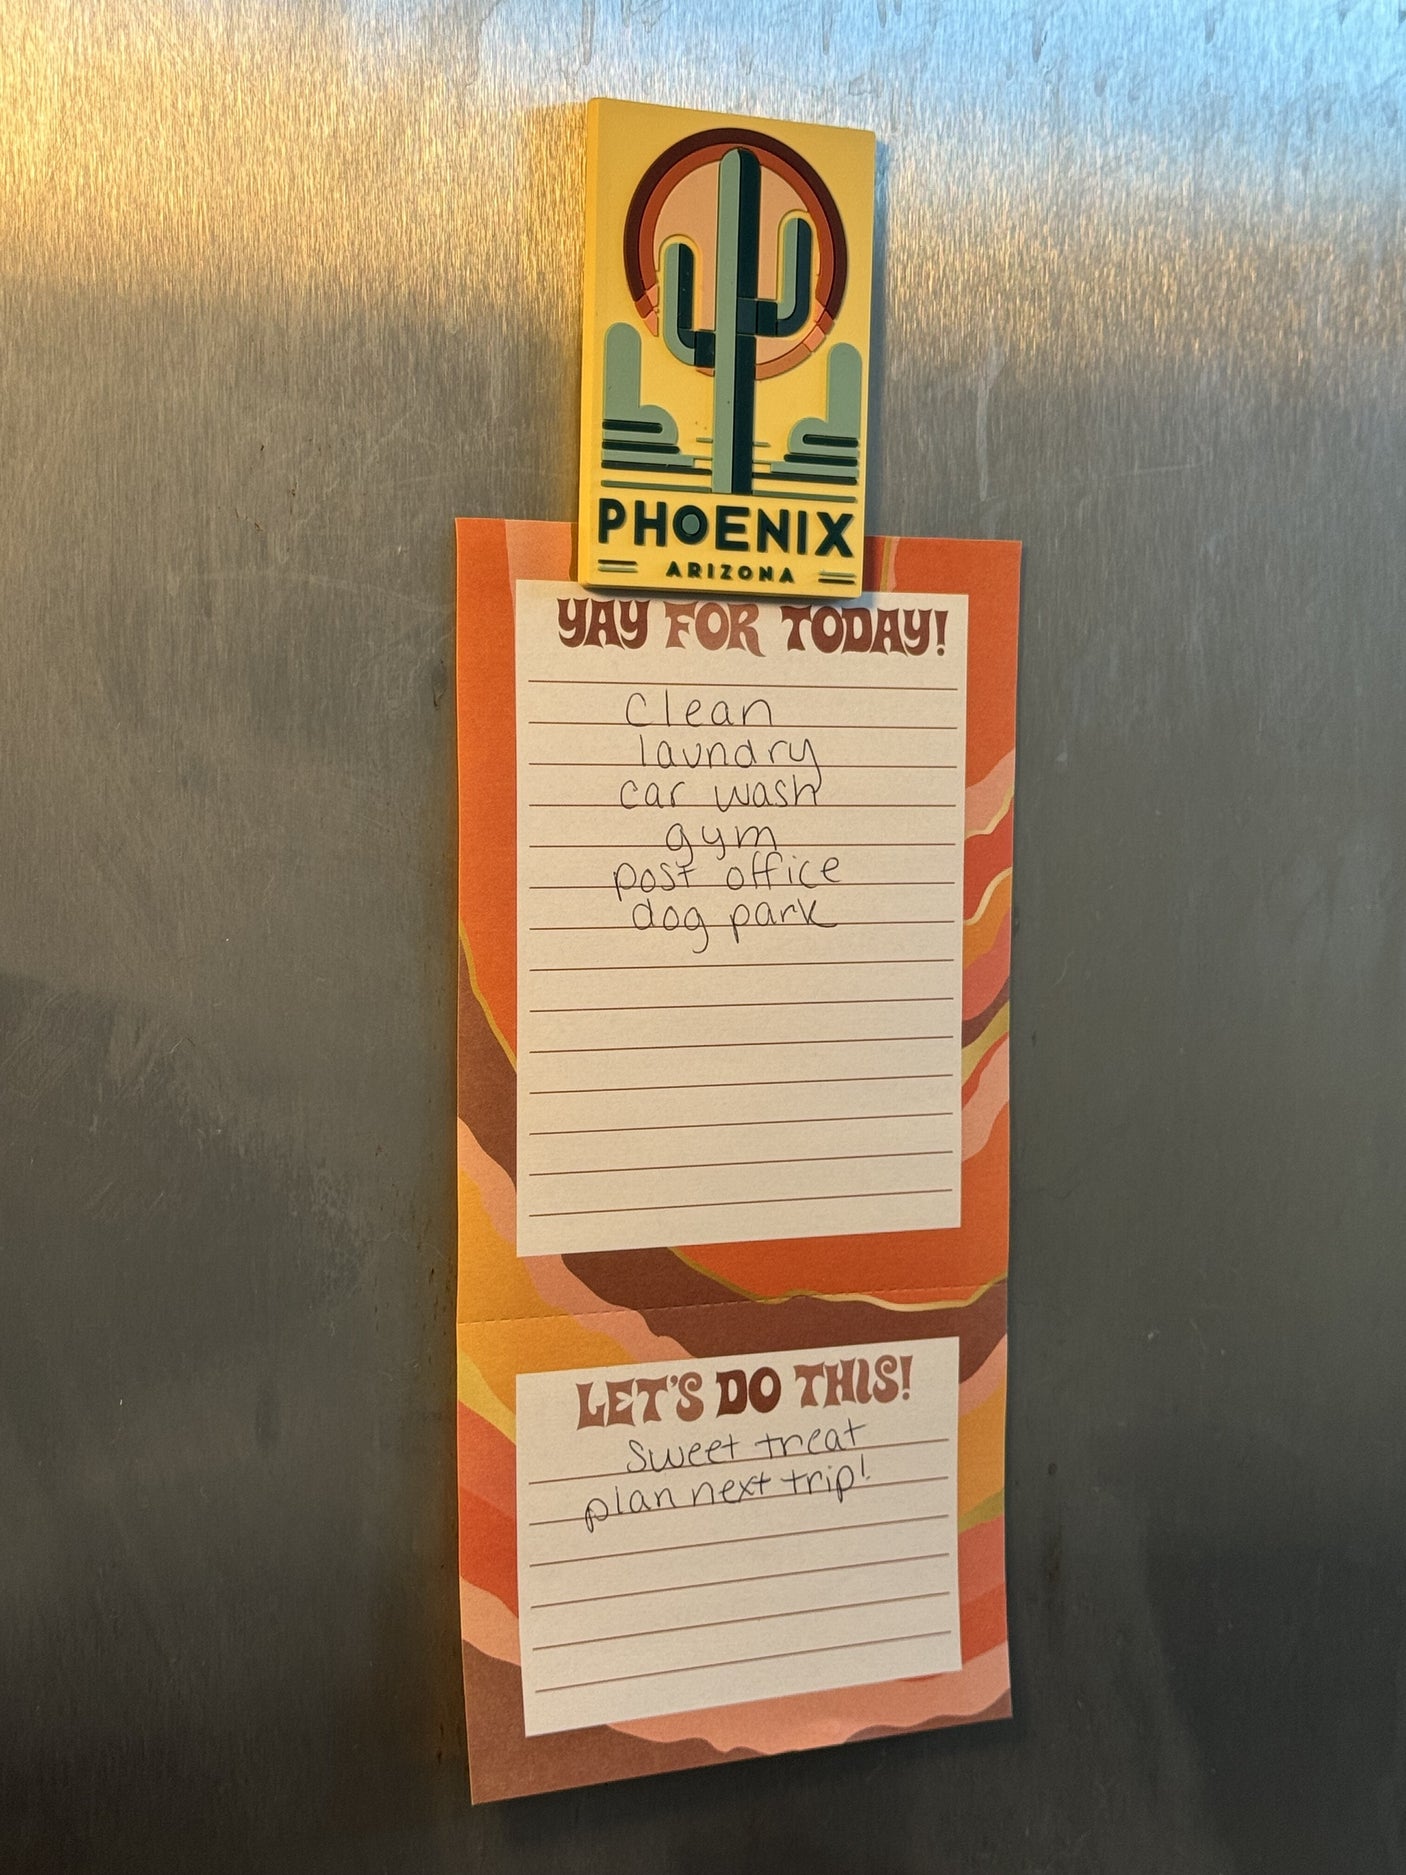 PHOENIX
ARIZONA
YAY FOR TODAY!
clean
laundry
car wash
gym
post office
dog park
LET'S DO THIS!
sweet treat
plan next trip!